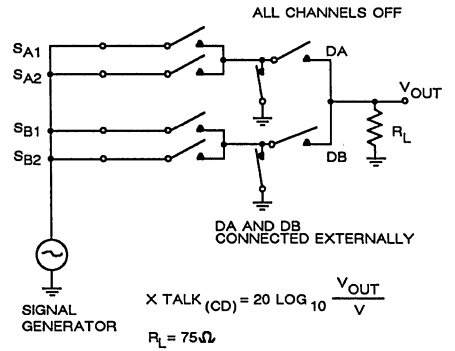 ALL CHANNELS OFF
SA1
DA
SA2
VOUT
SB1
RL
SB2
DB
DA AND DB
CONNECTED EXTERNALLY
SIGNAL
GENERATOR
X TALK(CD) = 20 LOG10 VOUT/V
RL = 75Ω